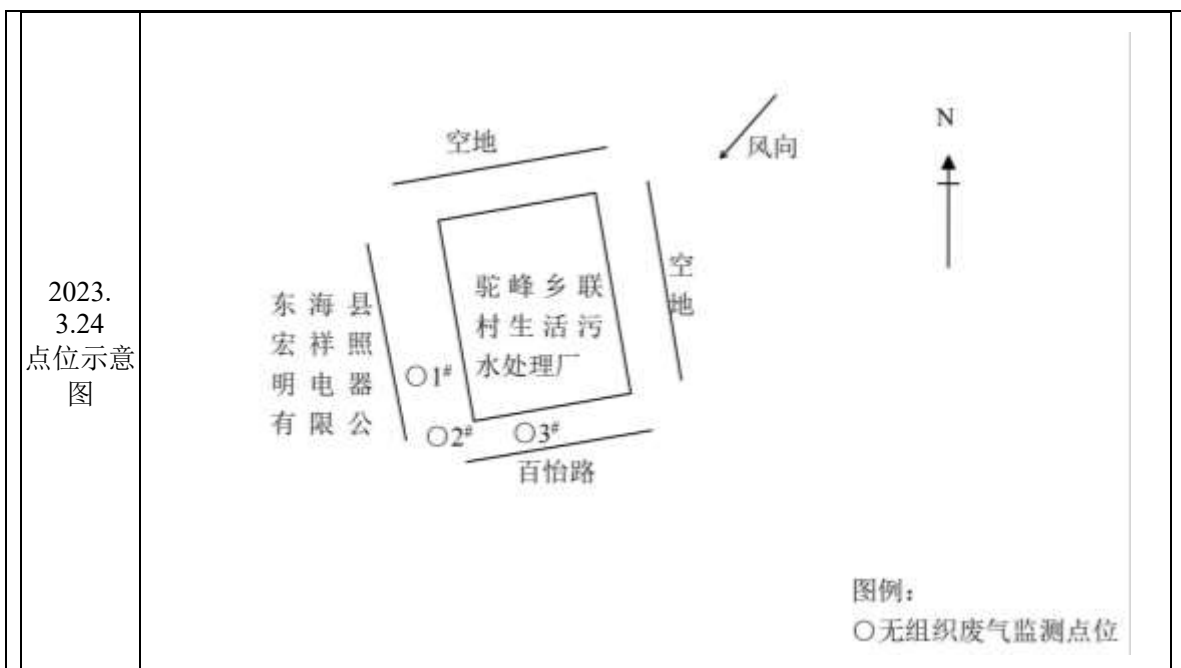 2023.
3.24
点位示意
图
空地
风向
N
空
地
驼峰乡联
村生活污
水处理厂
东海县
宏祥照
明电器
有限公
○1#
○2#
○3#
百怡路
图例：
○无组织废气监测点位